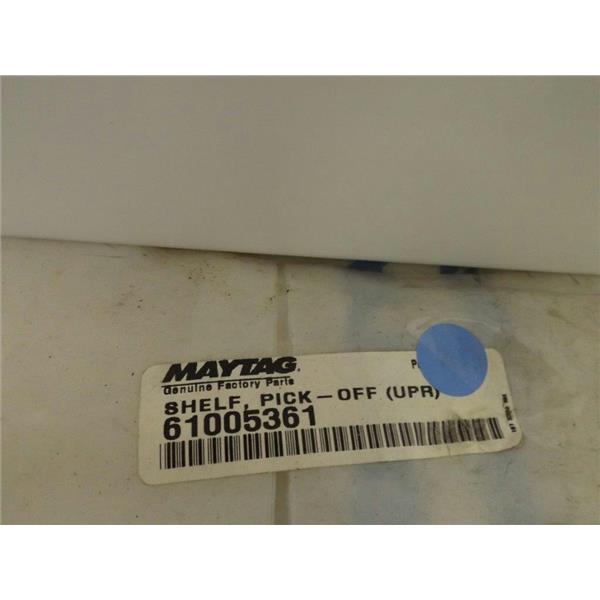 MAYTAG®
Genuine Factory Parts
SHELF, PICK-OFF (UPR)
61005361